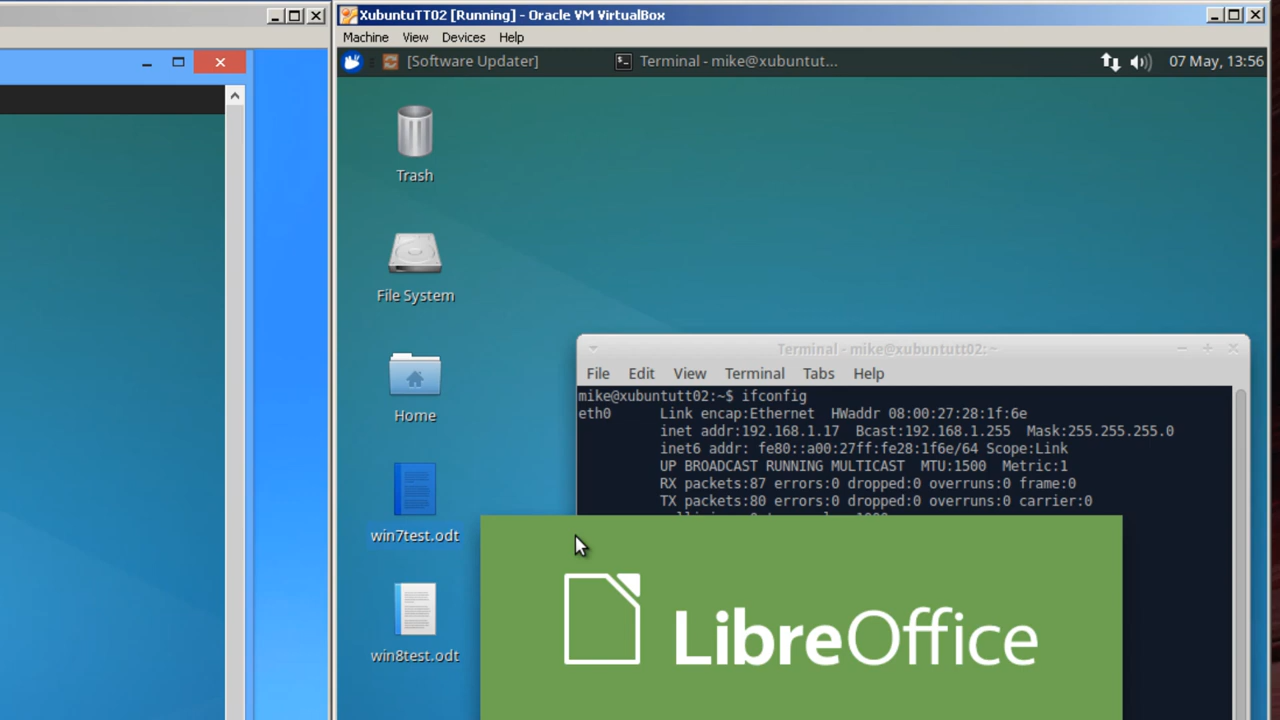 XubuntuTT02 [Running] - Oracle VM VirtualBox
Machine View Devices Help
[Software Updater] Terminal - mike@xubuntut... 07 May, 13:56
Trash
File System
Home
win7test.odt
win8test.odt
Terminal - mike@xubuntutt02: ~
File Edit View Terminal Tabs Help
mike@xubuntutt02:~$ ifconfig
eth0 Link encap:Ethernet HWaddr 08:00:27:28:1f:6e
inet addr:192.168.1.17 Bcast:192.168.1.255 Mask:255.255.255.0
inet6 addr: fe80::a00:27ff:fe28:1f6e/64 Scope:Link
UP BROADCAST RUNNING MULTICAST MTU:1500 Metric:1
RX packets:87 errors:0 dropped:0 overruns:0 frame:0
TX packets:80 errors:0 dropped:0 overruns:0 carrier:0
LibreOffice